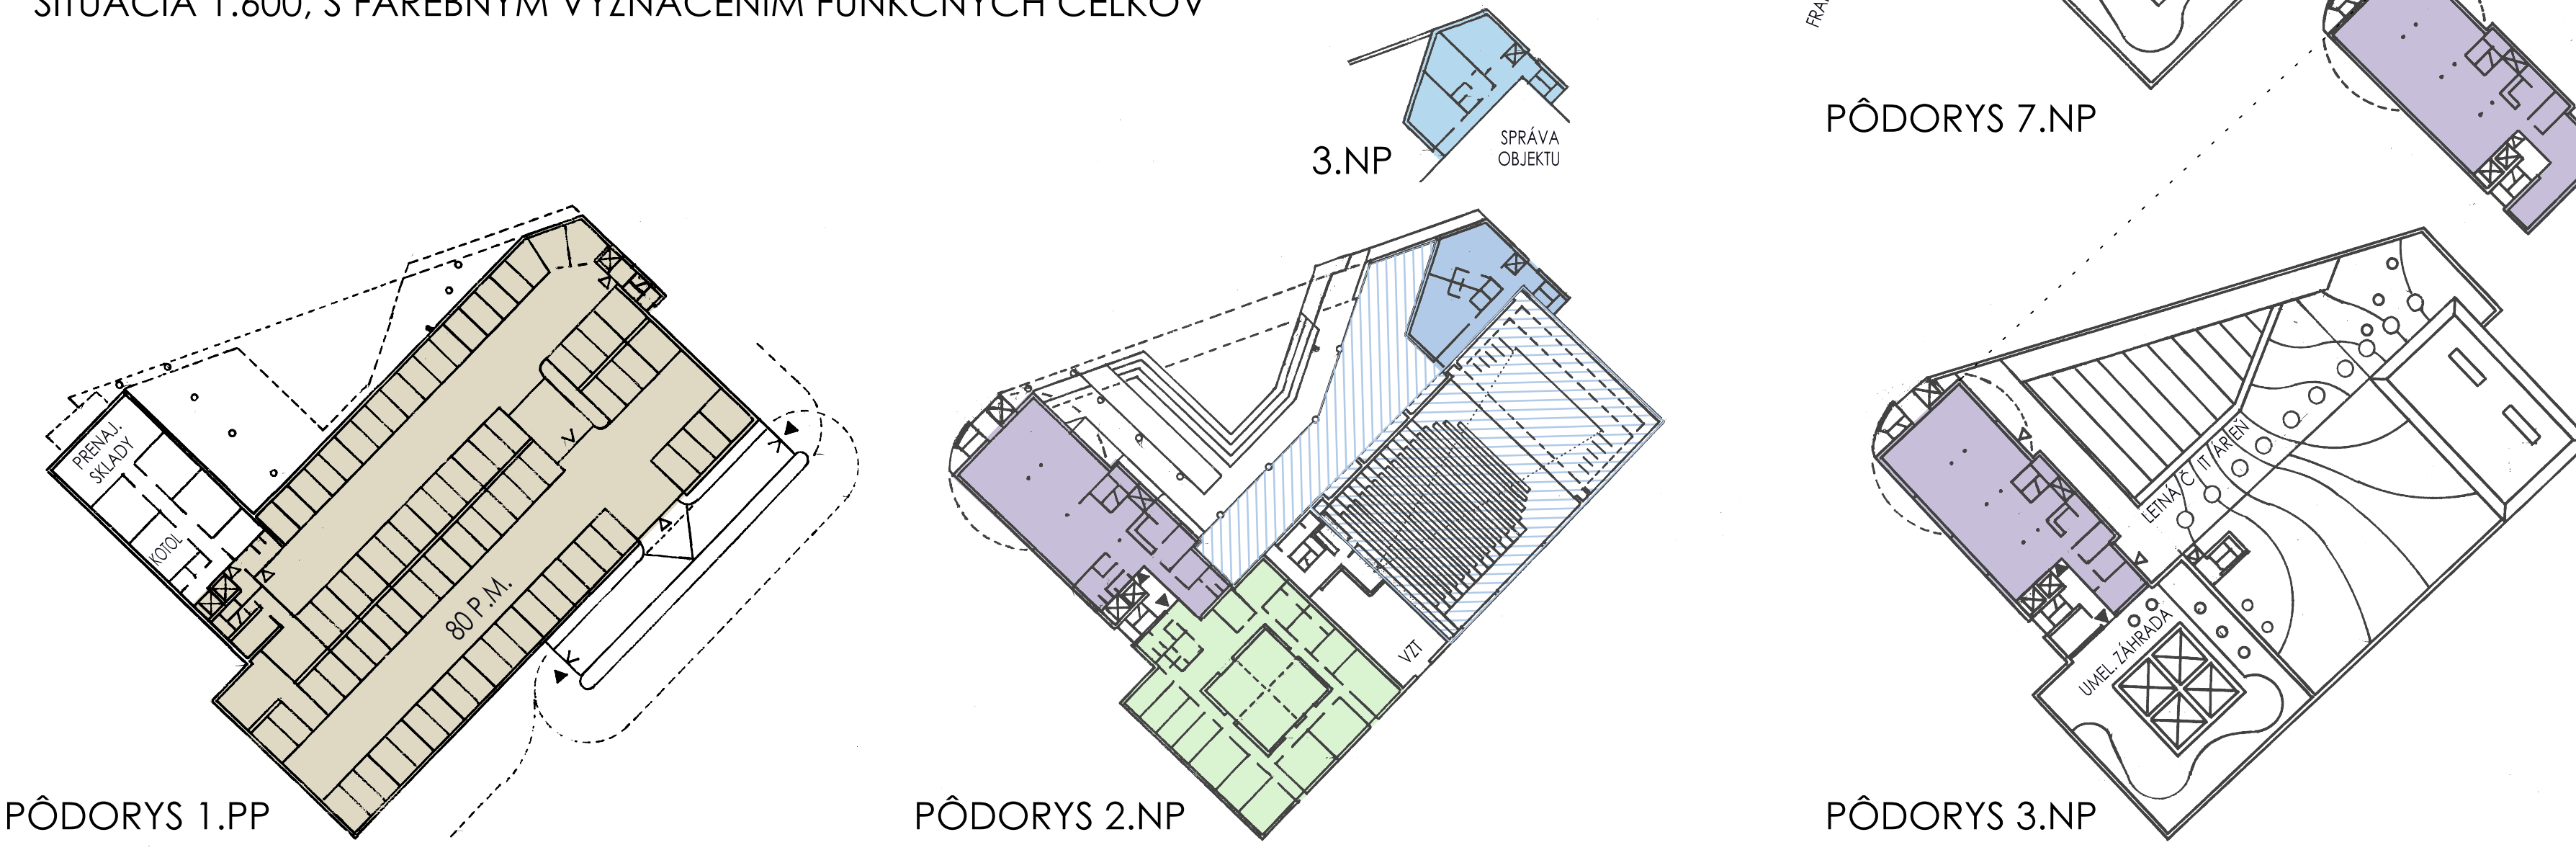 SITUÁCIA 1:600, S FAREBNÝM VYZNAČENÍM FUNKČNÝCH CELKOV
3.NP
SPRÁVA
OBJEKTU
PÔDORYS 7.NP
PRENAJ.
SKLADY
KOTOL
80 P.M.
PÔDORYS 1.PP
VZT
PÔDORYS 2.NP
LETNÁ ČITÁREŇ
UMEL. ZÁHRADA
PÔDORYS 3.NP